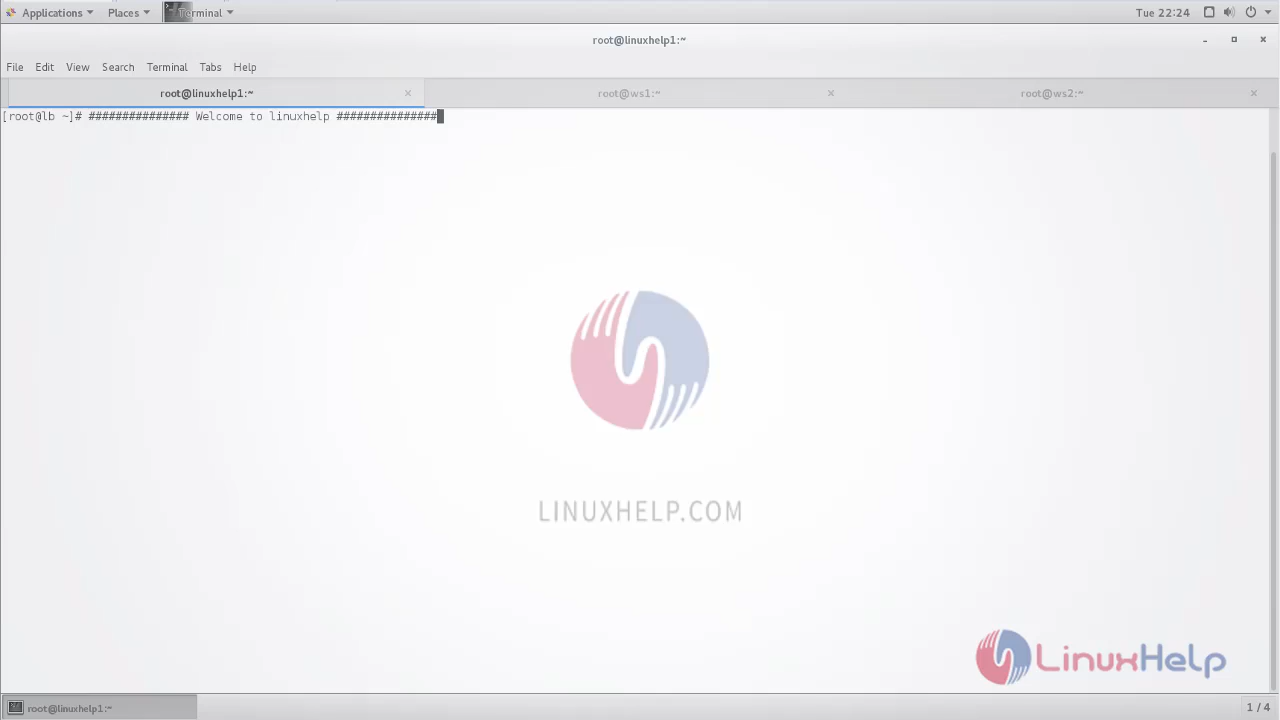 Applications Places Terminal Tue 22:24
root@linuxhelp1:~
File Edit View Search Terminal Tabs Help
root@linuxhelp1:~ root@ws1:~ root@ws2:~
[root@lb ~]# ############### Welcome to linuxhelp ###############
LINUXHELP.COM
LinuxHelp
root@linuxhelp1:~ 1 / 4